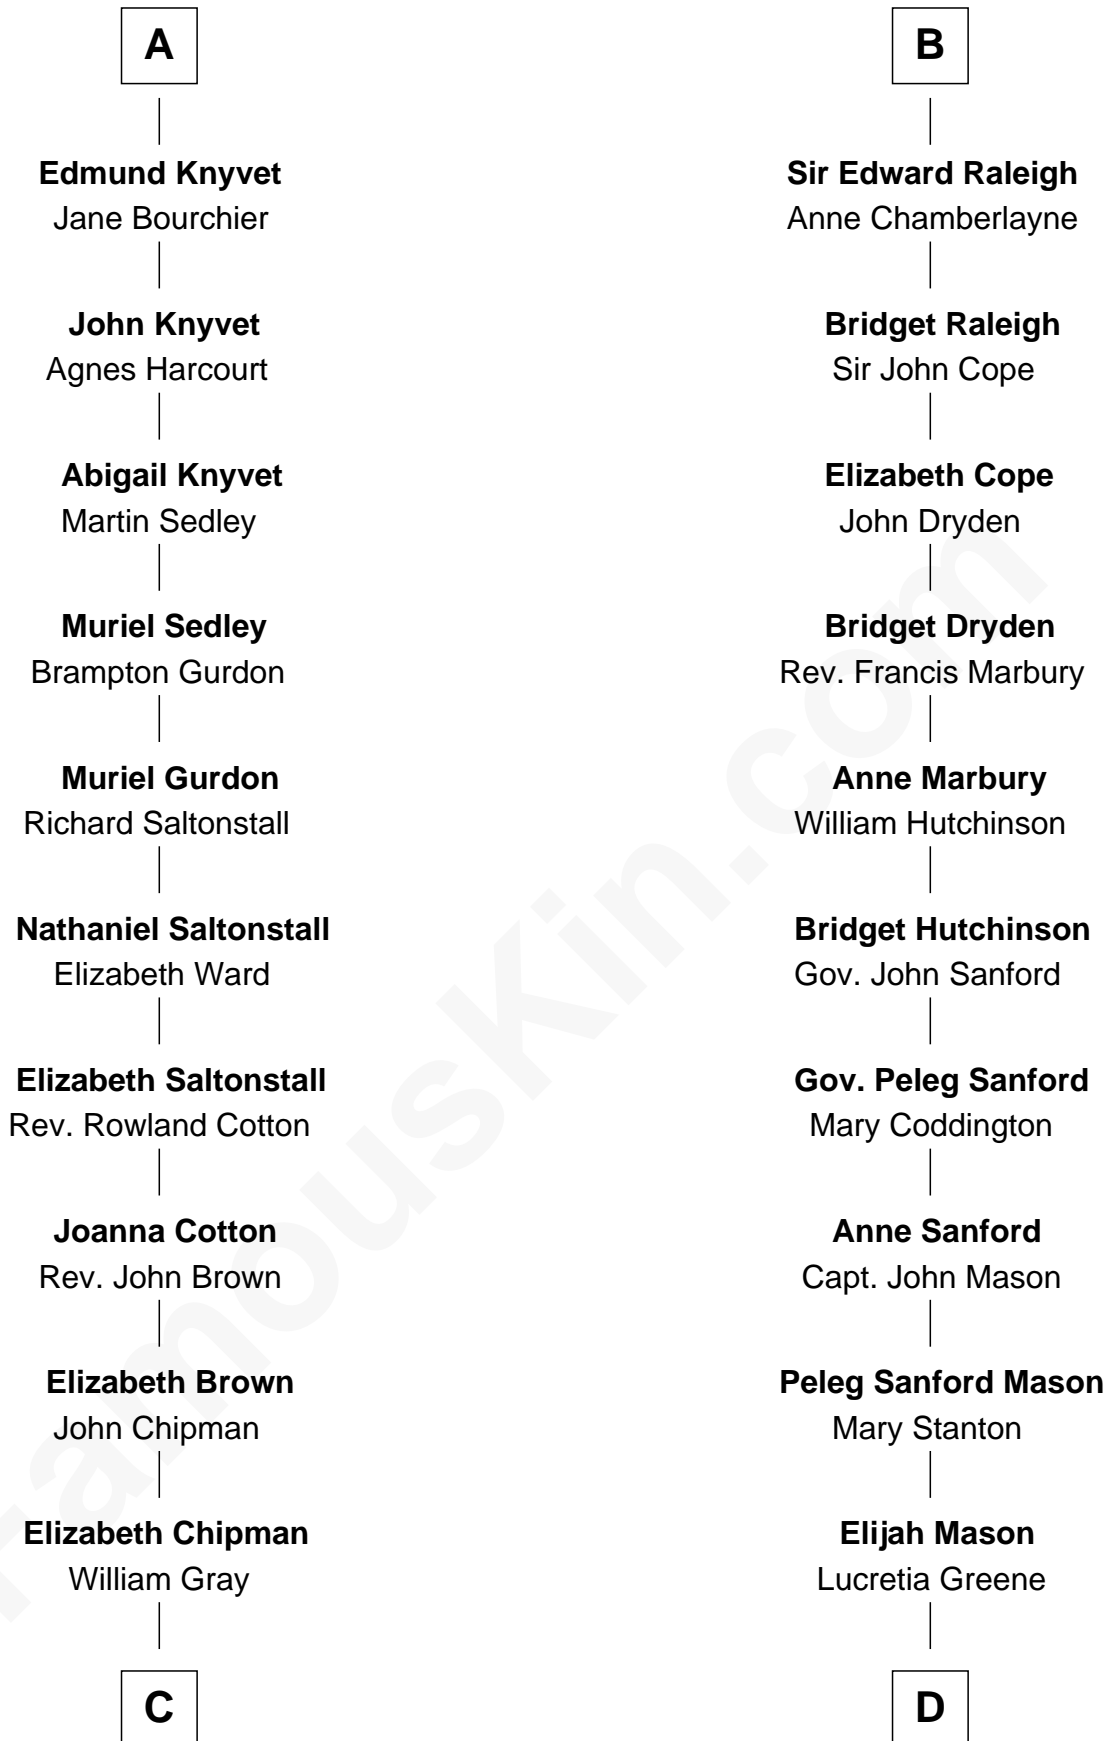 A
Edmund Knyvet
Jane Bourchier
John Knyvet
Agnes Harcourt
Abigail Knyvet
Martin Sedley
Muriel Sedley
Brampton Gurdon
Muriel Gurdon
Richard Saltonstall
Nathaniel Saltonstall
Elizabeth Ward
Elizabeth Saltonstall
Rev. Rowland Cotton
Joanna Cotton
Rev. John Brown
Elizabeth Brown
John Chipman
Elizabeth Chipman
William Gray
C
B
Sir Edward Raleigh
Anne Chamberlayne
Bridget Raleigh
Sir John Cope
Elizabeth Cope
John Dryden
Bridget Dryden
Rev. Francis Marbury
Anne Marbury
William Hutchinson
Bridget Hutchinson
Gov. John Sanford
Gov. Peleg Sanford
Mary Coddington
Anne Sanford
Capt. John Mason
Peleg Sanford Mason
Mary Stanton
Elijah Mason
Lucretia Greene
D
FamousKin.com